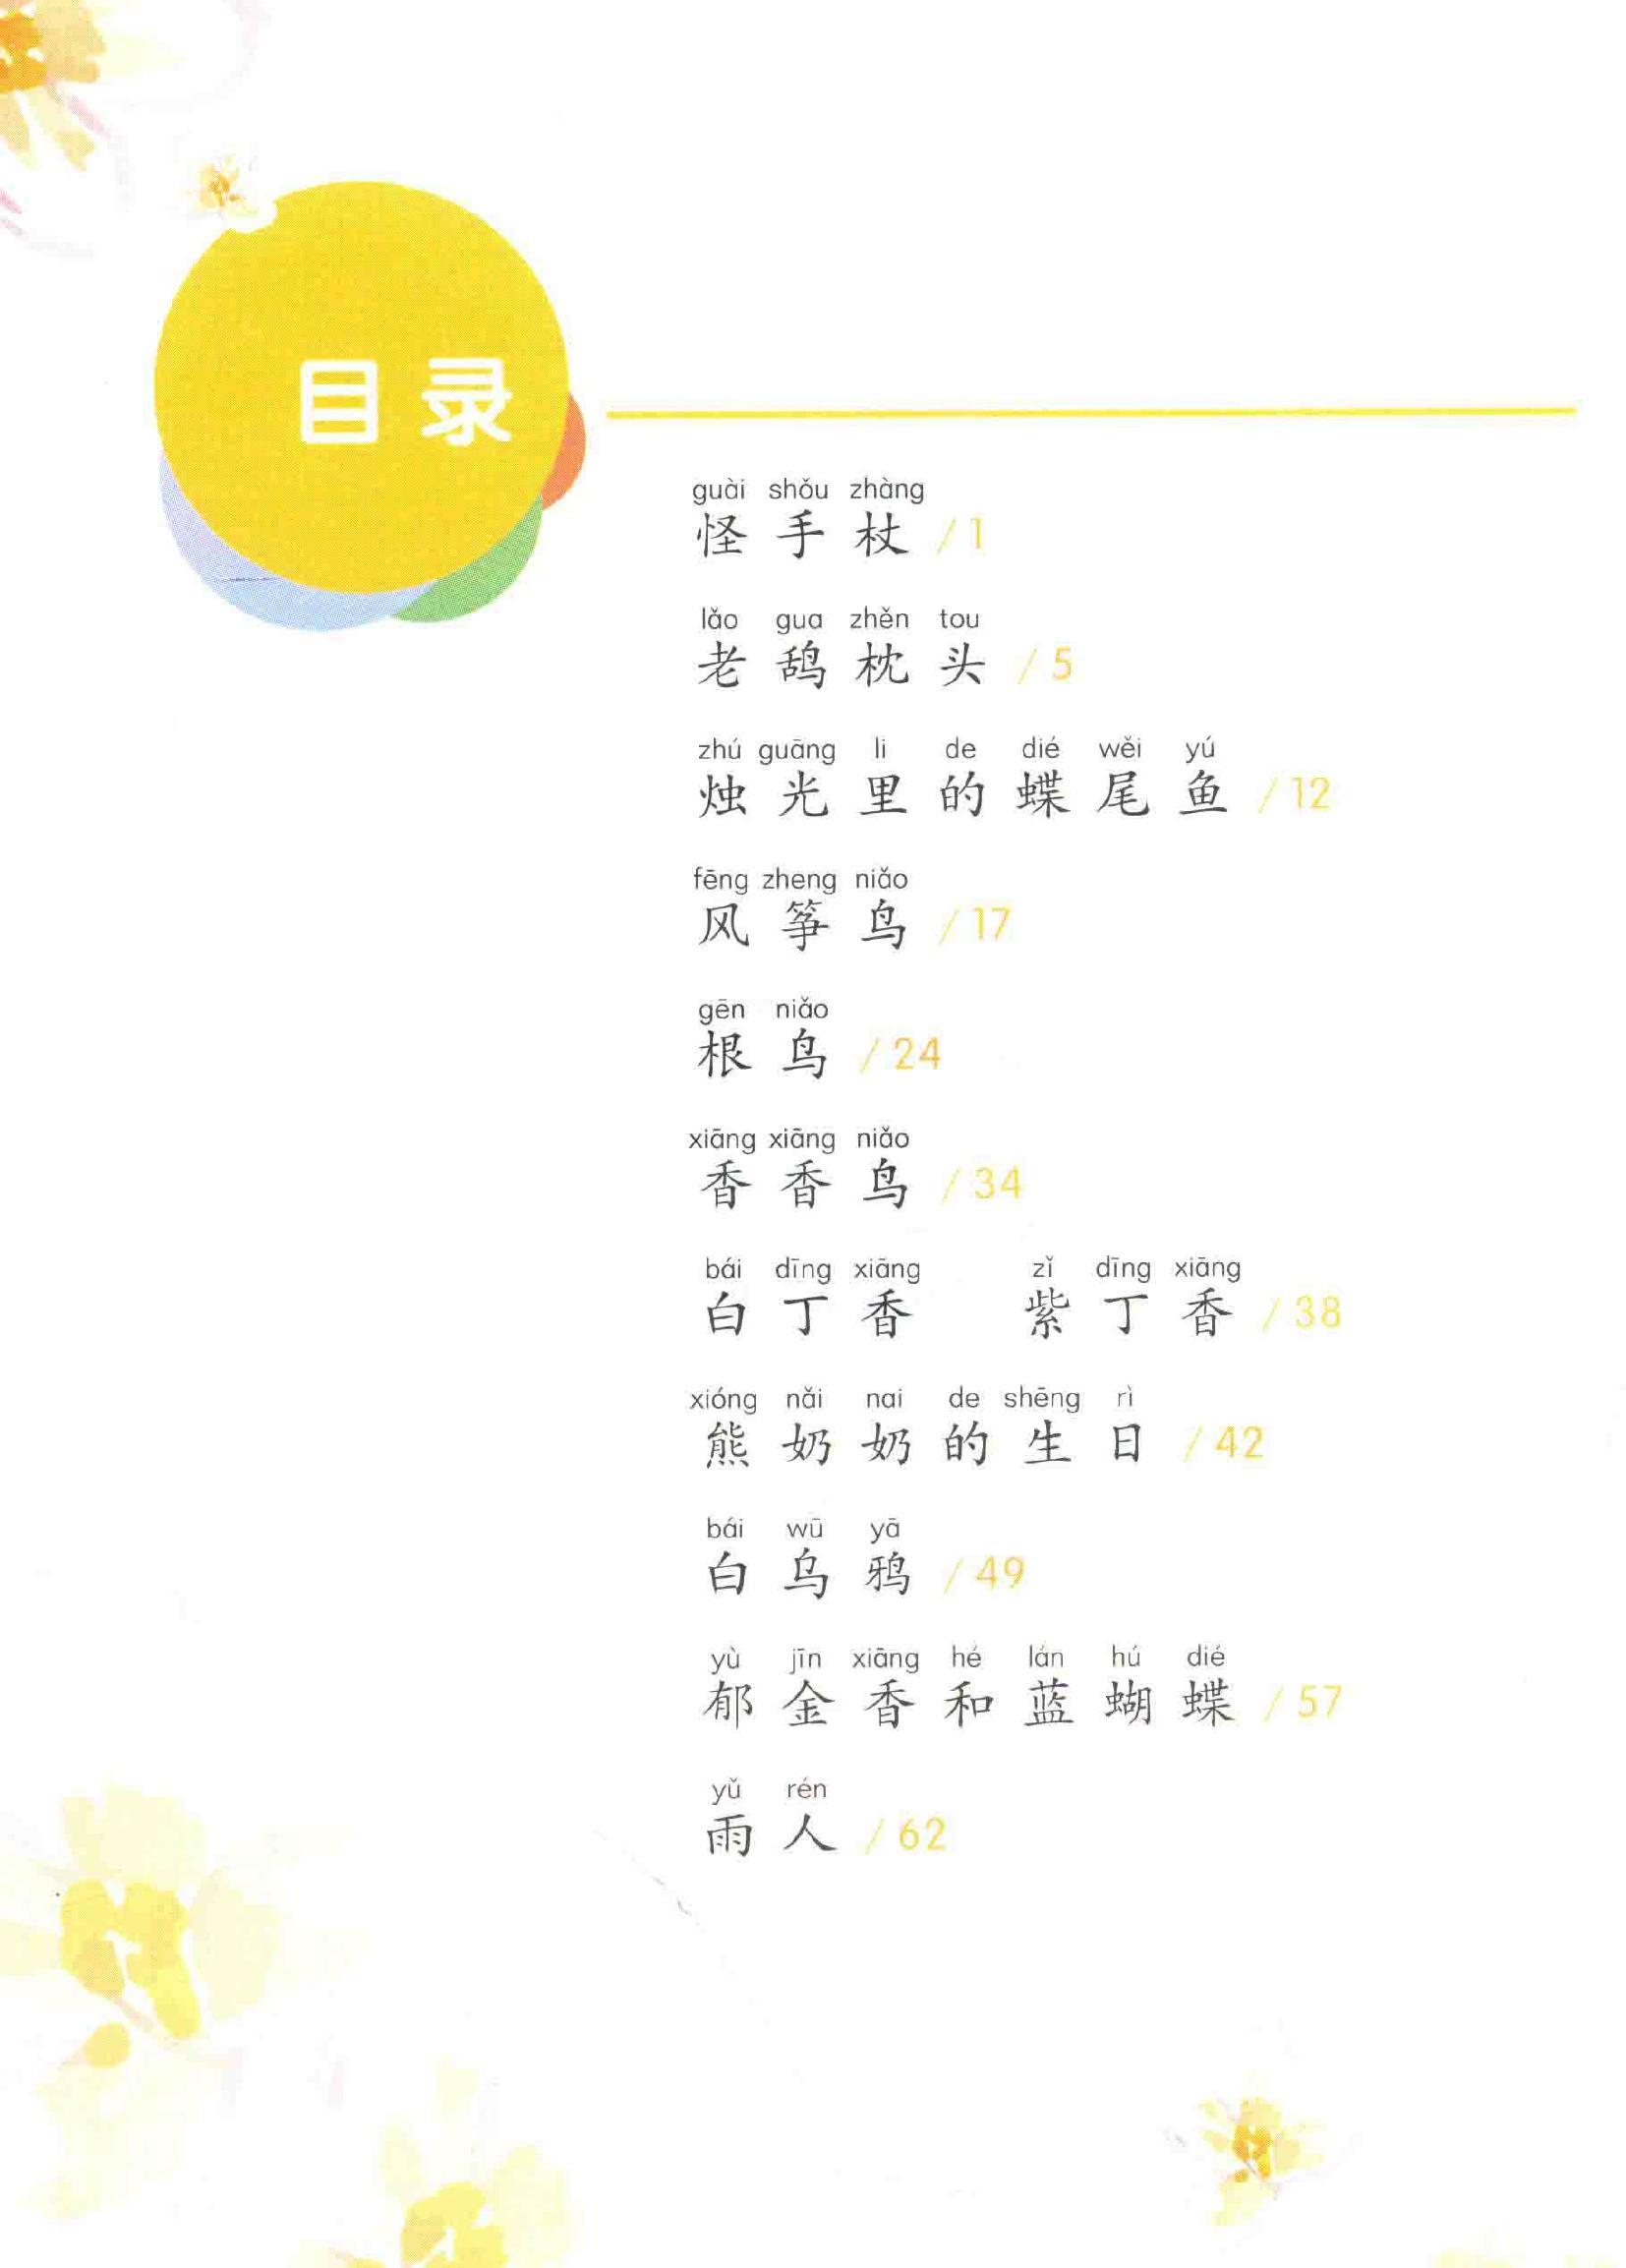 目录
guài shǒu zhàng
怪手杖 /1
lǎo gua zhěn tou
老鸹枕头 /5
zhú guāng li de dié wěi yú
烛光里的蝶尾鱼 /12
fēng zheng niǎo
风筝鸟 /17
gēn niǎo
根鸟 /24
xiāng xiāng niǎo
香香鸟 /34
bái dīng xiāng zǐ dīng xiāng
白丁香 紫丁香 /38
xióng nǎi nai de shēng rì
熊奶奶的生日 /42
bái wū yā
白乌鸦 /49
yù jīn xiāng hé lán hú dié
郁金香和蓝蝴蝶 /57
yǔ rén
雨人 /62